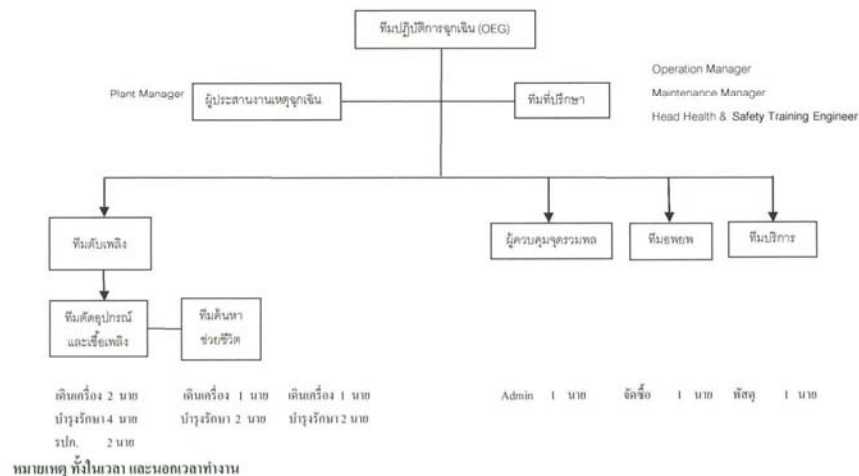 ทีมปฏิบัติการฉุกเฉิน (OEG)
Operation Manager
Plant Manager ผู้ประสานงานเหตุฉุกเฉิน ทีมที่ปรึกษา Maintenance Manager
Head Health & Safety Training Engineer
ทีมดับเพลิง ผู้ควบคุมจุดรวมพล ทีมอพยพ ทีมบริการ
ทีมตัดอุปกรณ์ ทีมค้นหา
และเชื้อเพลิง ช่วยชีวิต
เดินเครื่อง 2 นาย เดินเครื่อง 1 นาย เดินเครื่อง 1 นาย Admin 1 นาย จัดซื้อ 1 นาย พัสดุ 1 นาย
บำรุงรักษา 4 นาย บำรุงรักษา 2 นาย บำรุงรักษา 2 นาย
รปภ. 2 นาย
หมายเหตุ ทั้งในเวลา และนอกเวลาทำงาน